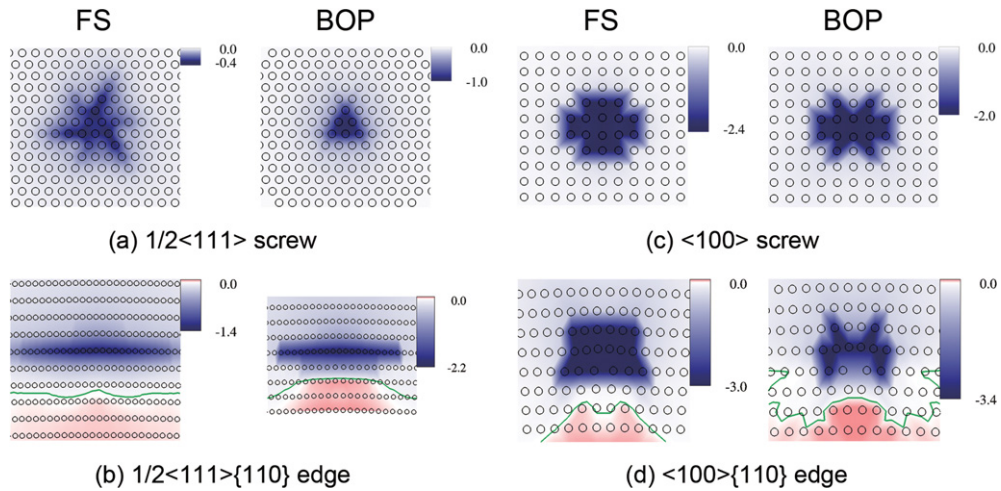 FS BOP FS BOP
0.0 0.0 0.0 0.0
-0.4 -1.0 -2.4 -2.0
(a) 1/2<111> screw (c) <100> screw
0.0 0.0 0.0 0.0
-1.4 -2.2 -3.0 -3.4
(b) 1/2<111>{110} edge (d) <100>{110} edge